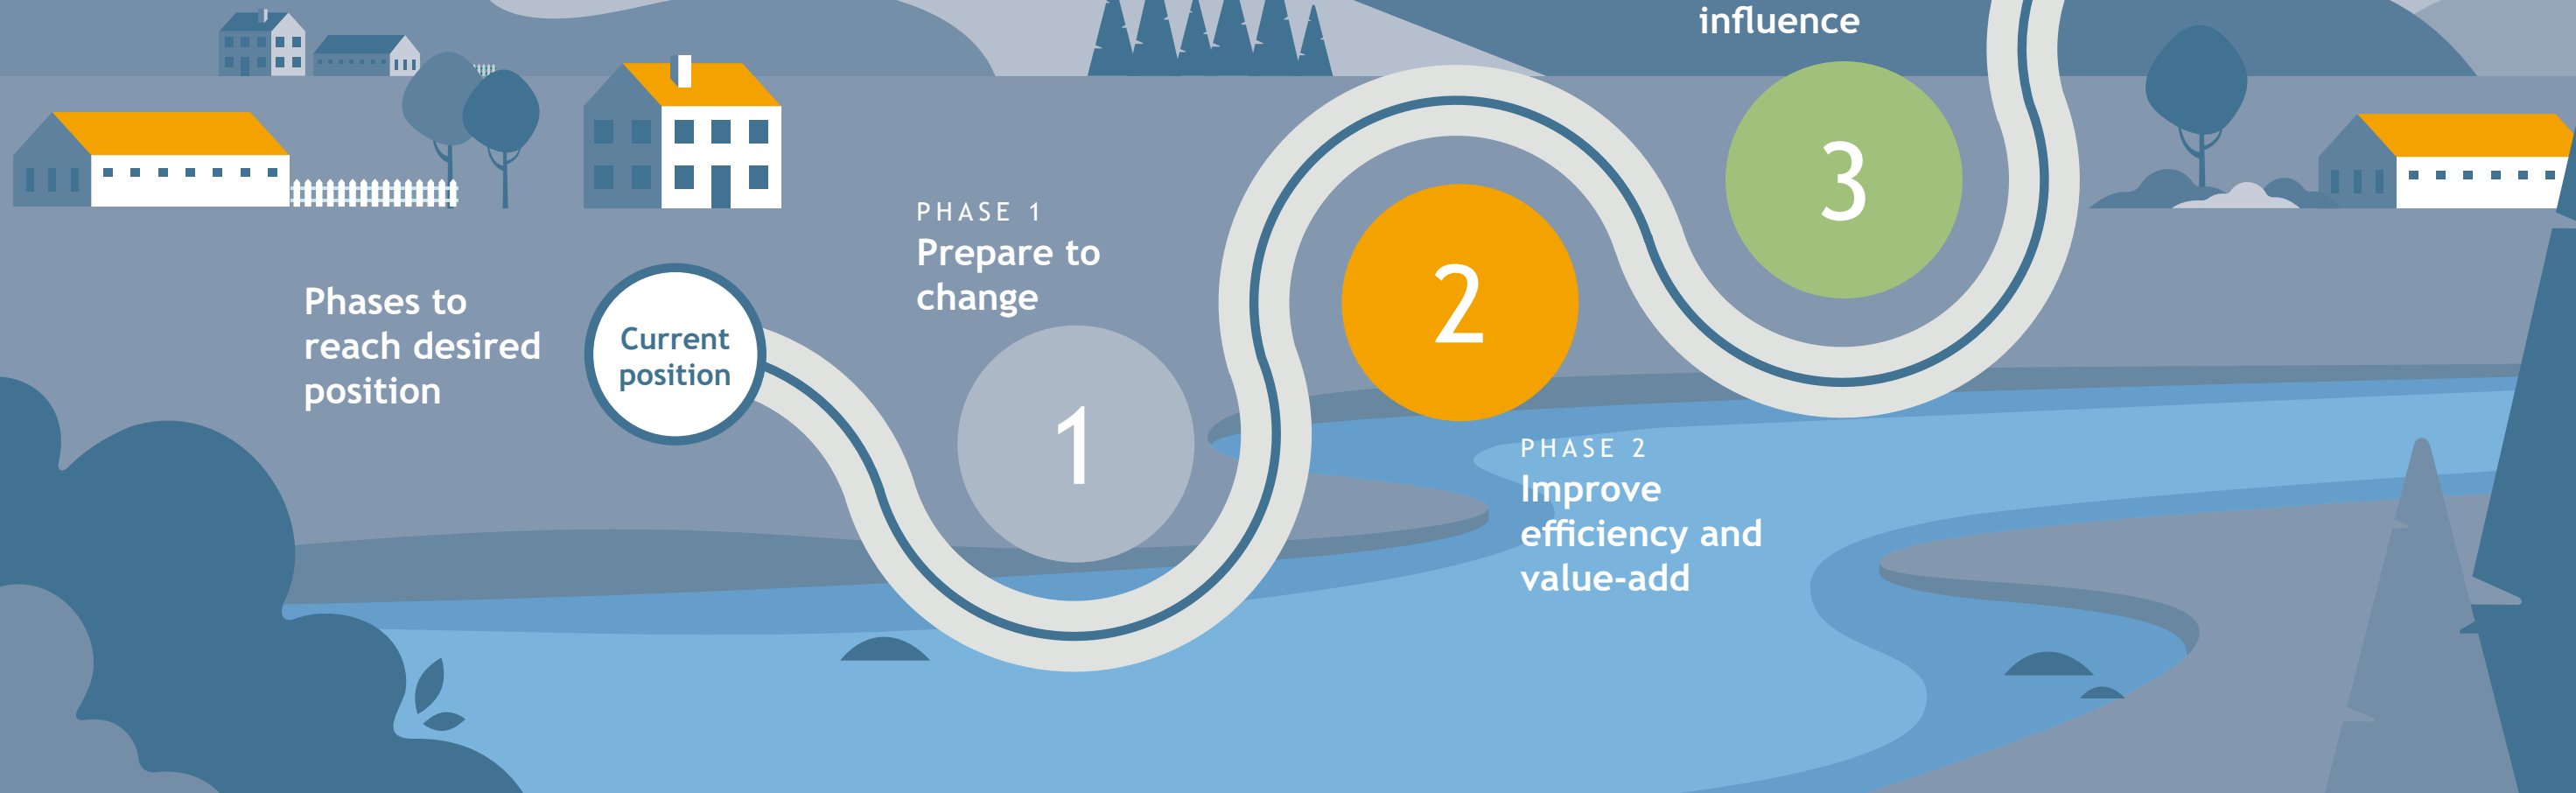 Phases to
reach desired
position
Current
position
PHASE 1
Prepare to
change
1
2
PHASE 2
Improve
efficiency and
value-add
influence
3